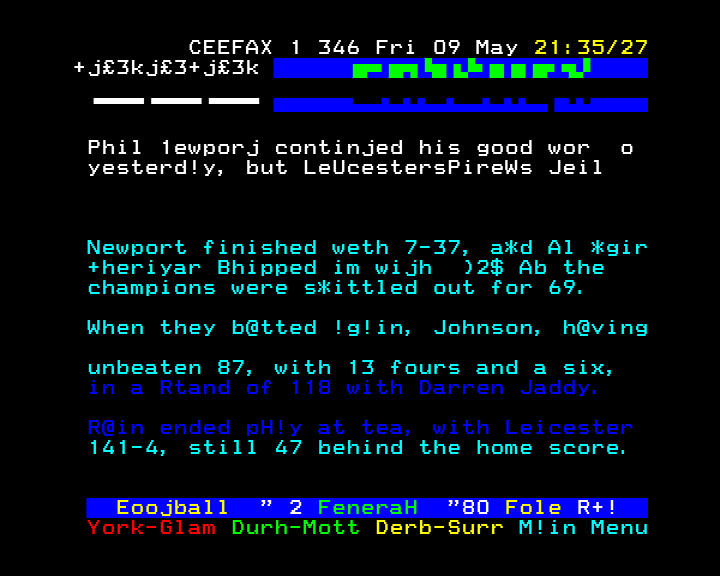 CEEFAX 1 346 Fri 09 May 21:35/27
+j£3kj£3+j£3k
Phil 1ewporj continjed his good wor  o
yesterd!y, but LeUcestersPireWs Jeil
Newport finished weth 7-37, a*d Al *gir
+heriyar Bhipped im wijh  )2$ Ab the
champions were s*ittled out for 69.
When they b@tted !g!in, Johnson, h@ving
unbeaten 87, with 13 fours and a six,
in a Rtand of 118 with Darren Jaddy.
R@in ended pH!y at tea, with Leicester
141-4, still 47 behind the home score.
Eoojball  " 2 FeneraH  "80 Fole R+!
York-Glam Durh-Mott Derb-Surr M!in Menu